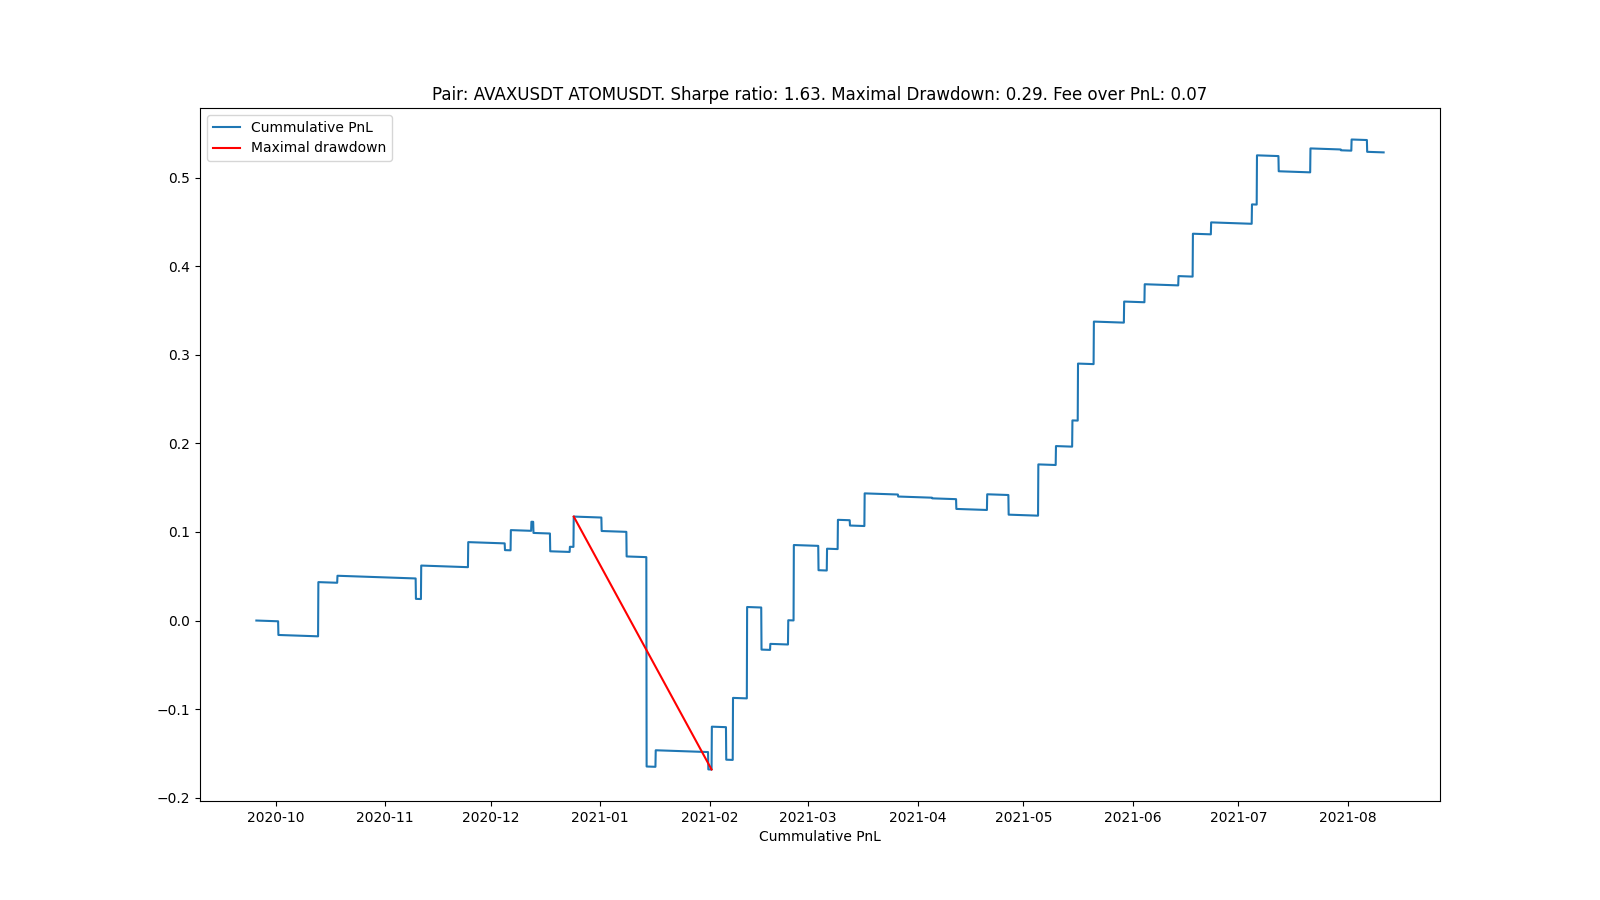 Pair: AVAXUSDT ATOMUSDT. Sharpe ratio: 1.63. Maximal Drawdown: 0.29. Fee over PnL: 0.07
Cummulative PnL
Maximal drawdown
0.5
0.4
0.3
0.2
0.1
0.0
−0.1
−0.2
2020-10 2020-11 2020-12 2021-01 2021-02 2021-03 2021-04 2021-05 2021-06 2021-07 2021-08
Cummulative PnL